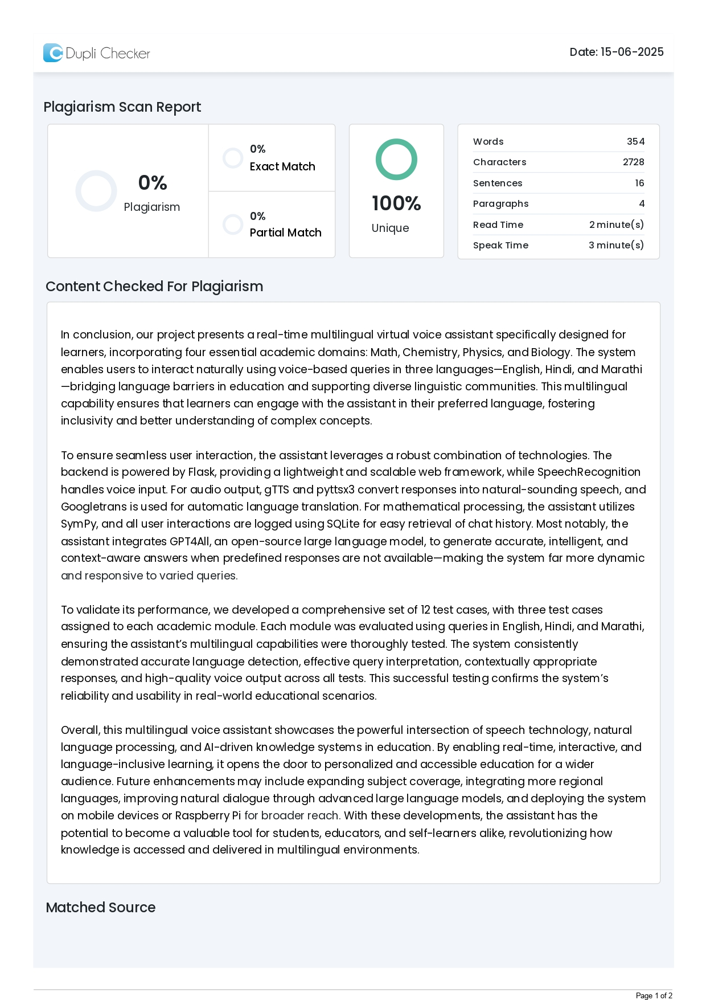 Dupli Checker
Date: 15-06-2025
Plagiarism Scan Report
0%
Plagiarism
0%
Exact Match
0%
Partial Match
100%
Unique
Words 354
Characters 2728
Sentences 16
Paragraphs 4
Read Time 2 minute(s)
Speak Time 3 minute(s)
Content Checked For Plagiarism
In conclusion, our project presents a real-time multilingual virtual voice assistant specifically designed for
learners, incorporating four essential academic domains: Math, Chemistry, Physics, and Biology. The system
enables users to interact naturally using voice-based queries in three languages—English, Hindi, and Marathi
—bridging language barriers in education and supporting diverse linguistic communities. This multilingual
capability ensures that learners can engage with the assistant in their preferred language, fostering
inclusivity and better understanding of complex concepts.
To ensure seamless user interaction, the assistant leverages a robust combination of technologies. The
backend is powered by Flask, providing a lightweight and scalable web framework, while SpeechRecognition
handles voice input. For audio output, gTTS and pyttsx3 convert responses into natural-sounding speech, and
Googletrans is used for automatic language translation. For mathematical processing, the assistant utilizes
SymPy, and all user interactions are logged using SQLite for easy retrieval of chat history. Most notably, the
assistant integrates GPT4All, an open-source large language model, to generate accurate, intelligent, and
context-aware answers when predefined responses are not available—making the system far more dynamic
and responsive to varied queries.
To validate its performance, we developed a comprehensive set of 12 test cases, with three test cases
assigned to each academic module. Each module was evaluated using queries in English, Hindi, and Marathi,
ensuring the assistant’s multilingual capabilities were thoroughly tested. The system consistently
demonstrated accurate language detection, effective query interpretation, contextually appropriate
responses, and high-quality voice output across all tests. This successful testing confirms the system’s
reliability and usability in real-world educational scenarios.
Overall, this multilingual voice assistant showcases the powerful intersection of speech technology, natural
language processing, and AI-driven knowledge systems in education. By enabling real-time, interactive, and
language-inclusive learning, it opens the door to personalized and accessible education for a wider
audience. Future enhancements may include expanding subject coverage, integrating more regional
languages, improving natural dialogue through advanced large language models, and deploying the system
on mobile devices or Raspberry Pi for broader reach. With these developments, the assistant has the
potential to become a valuable tool for students, educators, and self-learners alike, revolutionizing how
knowledge is accessed and delivered in multilingual environments.
Matched Source
Page 1 of 2